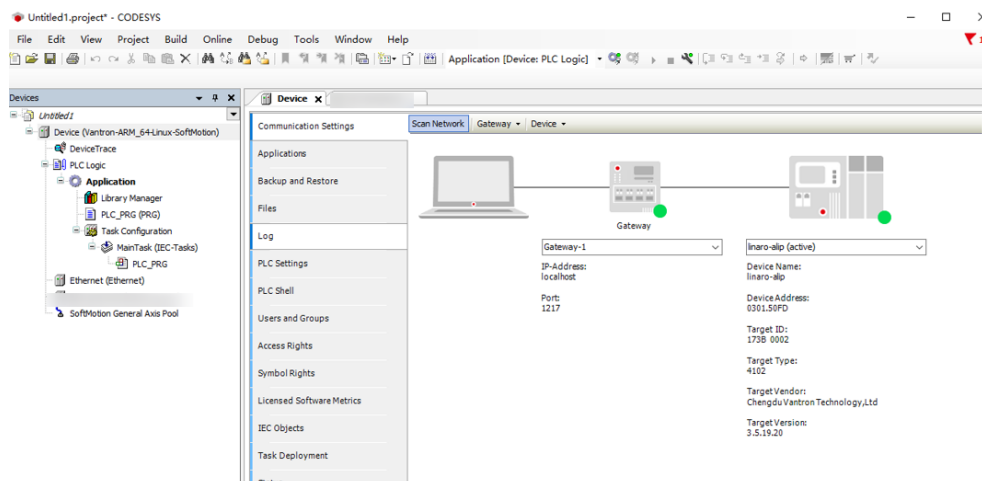 Untitled1.project* - CODESYS
File Edit View Project Build Online Debug Tools Window Help
1
Application [Device: PLC Logic]
Devices
Device
Untitled1
Device (Vantron-ARM_64-Linux-SoftMotion)
DeviceTrace
PLC Logic
Application
Library Manager
PLC_PRG (PRG)
Task Configuration
MainTask (IEC-Tasks)
PLC_PRG
Ethernet (Ethernet)
SoftMotion General Axis Pool
Communication Settings
Applications
Backup and Restore
Files
Log
PLC Settings
PLC Shell
Users and Groups
Access Rights
Symbol Rights
Licensed Software Metrics
IEC Objects
Task Deployment
Scan Network Gateway Device
Gateway
Gateway-1
IP-Address:
localhost
Port:
1217
linaro-alip (active)
Device Name:
linaro-alip
Device Address:
0301.50FD
Target ID:
173B 0002
Target Type:
4102
Target Vendor:
Chengdu Vantron Technology,Ltd
Target Version:
3.5.19.20